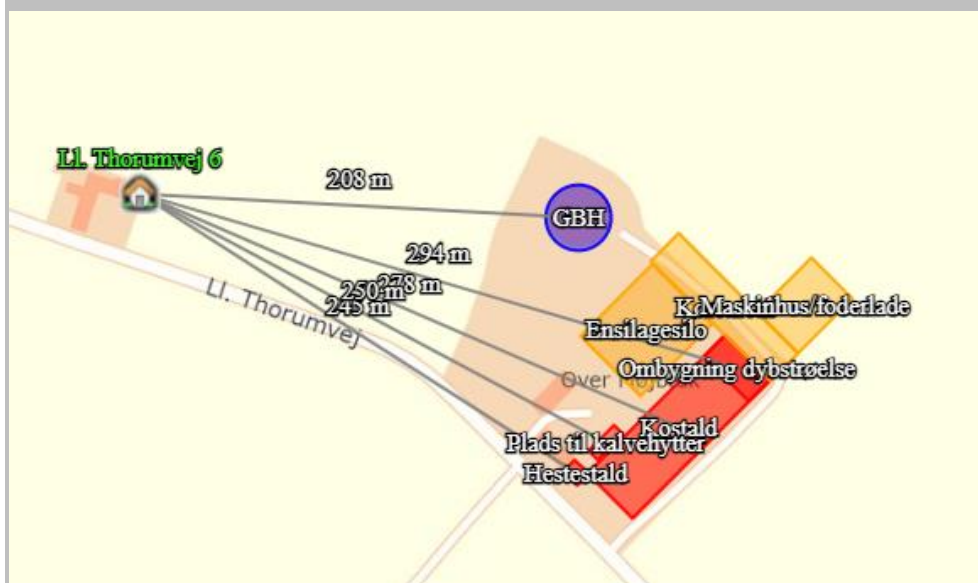 Ll. Thorumvej 6
208 m
GBH
294 m
278 m
250 m
245 m
Ll. Thorumvej
Maskinhus/foderlade
Ensilagesilo
Ombygning dybstrøelse
Over
Kostald
Plads til kalvehytter
Hestestald